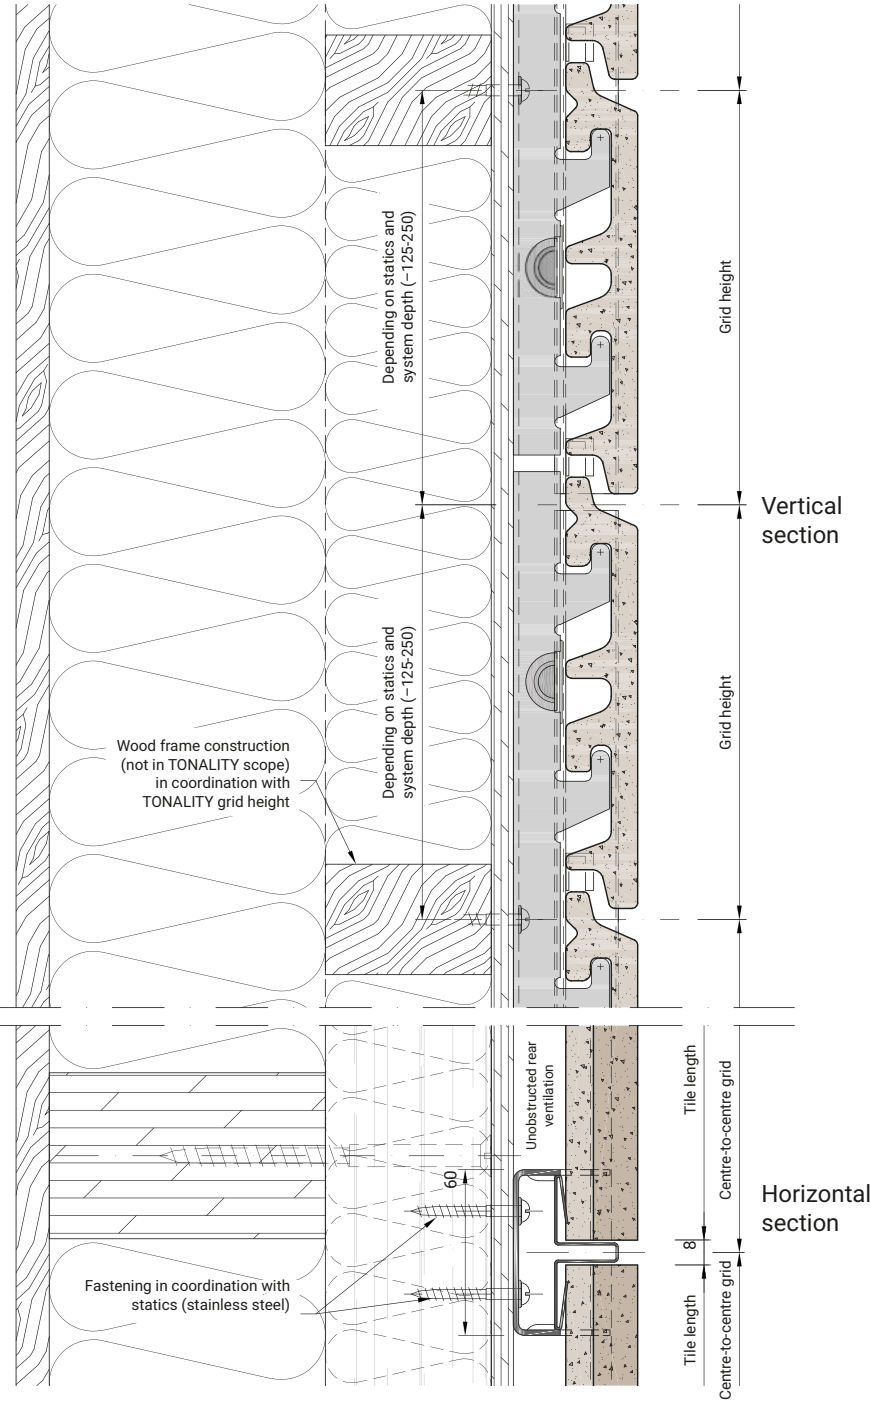 Depending on statics and
system depth (~125-250)
Grid height
Vertical
section
Depending on statics and
system depth (~125-250)
Grid height
Wood frame construction
(not in TONALITY scope)
in coordination with
TONALITY grid height
Unobstructed rear
ventilation
Tile length
Centre-to-centre grid
60
Horizontal
section
8
Fastening in coordination with
statics (stainless steel)
Tile length
Centre-to-centre grid